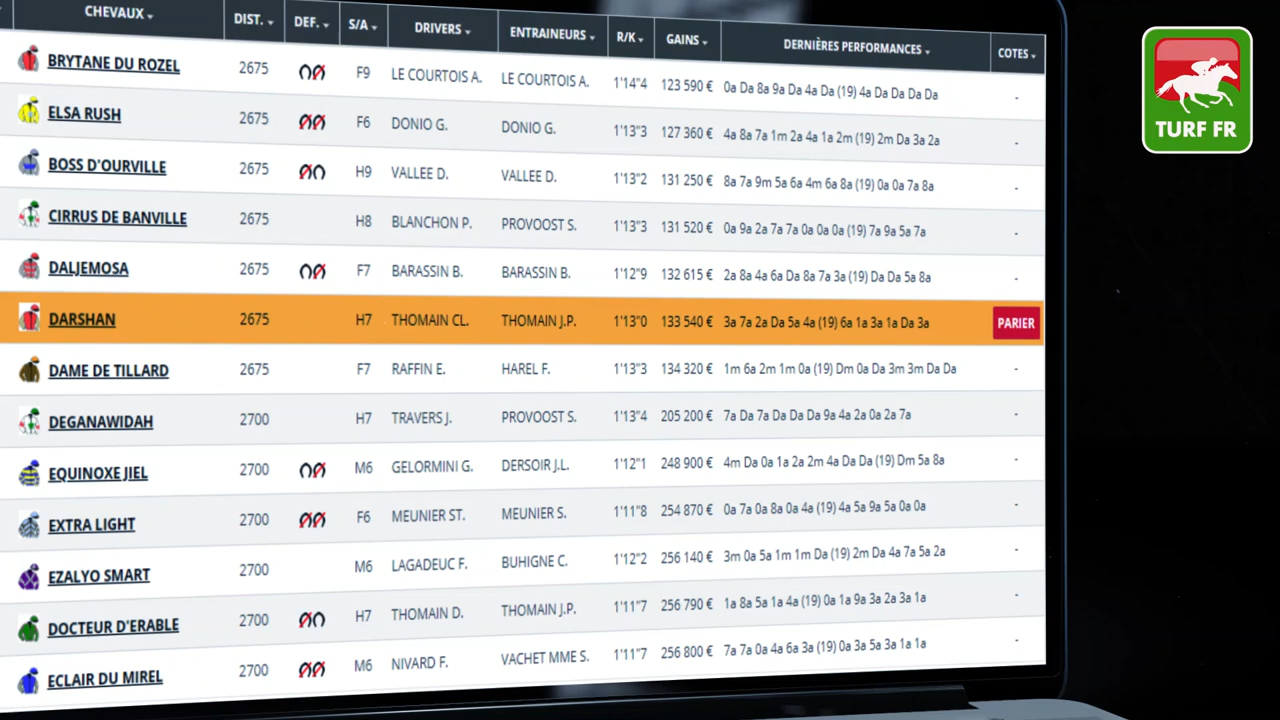 CHEVAUX DIST. DEF. S/A DRIVERS ENTRAINEURS R/K GAINS DERNIÈRES PERFORMANCES COTES
BRYTANE DU ROZEL 2675 F9 LE COURTOIS A. LE COURTOIS A. 1'14"4 123 590 € 0a Da 8a 9a Da 4a Da (19) 4a Da Da Da Da -
ELSA RUSH 2675 F6 DONIO G. DONIO G. 1'13"3 127 360 € 4a 8a 7a 1m 2a 4a 1a 2m (19) 2m Da 3a 2a -
BOSS D'OURVILLE 2675 H9 VALLEE D. VALLEE D. 1'13"2 131 250 € 8a 7a 9m 5a 6a 4m 6a 8a (19) 0a 0a 7a 8a -
CIRRUS DE BANVILLE 2675 H8 BLANCHON P. PROVOOST S. 1'13"3 131 520 € 0a 9a 2a 7a 7a 0a 0a 0a (19) 7a 9a 5a 7a -
DALJEMOSA 2675 F7 BARASSIN B. BARASSIN B. 1'12"9 132 615 € 2a 8a 4a 6a Da 8a 7a 3a (19) Da Da 5a 8a -
DARSHAN 2675 H7 THOMAIN CL. THOMAIN J.P. 1'13"0 133 540 € 3a 7a 2a Da 5a 4a (19) 6a 1a 3a 1a Da 3a PARIER
DAME DE TILLARD 2675 F7 RAFFIN E. HAREL F. 1'13"3 134 320 € 1m 6a 2m 1m 0a (19) Dm 0a Da 3m 3m Da Da -
DEGANAWIDAH 2700 H7 TRAVERS J. PROVOOST S. 1'13"4 205 200 € 7a Da 7a Da Da Da 9a 4a 2a 0a 2a 7a -
EQUINOXE JIEL 2700 M6 GELORMINI G. DERSOIR J.L. 1'12"1 248 900 € 4m Da 0a 1a 2a 2m 4a Da Da (19) Dm 5a 8a -
EXTRA LIGHT 2700 F6 MEUNIER ST. MEUNIER S. 1'11"8 254 870 € 0a 7a 0a 8a 0a 4a (19) 4a 5a 9a 5a 0a 0a -
EZALYO SMART 2700 M6 LAGADEUC F. BUHIGNE C. 1'12"2 256 140 € 3m 0a 5a 1m 1m Da (19) 2m Da 4a 7a 5a 2a -
DOCTEUR D'ERABLE 2700 H7 THOMAIN D. THOMAIN J.P. 1'11"7 256 790 € 1a 8a 5a 1a 4a (19) 0a 1a 9a 3a 2a 3a 1a -
ECLAIR DU MIREL 2700 M6 NIVARD F. VACHET MME S. 1'11"7 256 800 € 7a 7a 0a 4a 6a 3a (19) 0a 3a 5a 3a 1a 1a -
TURF FR